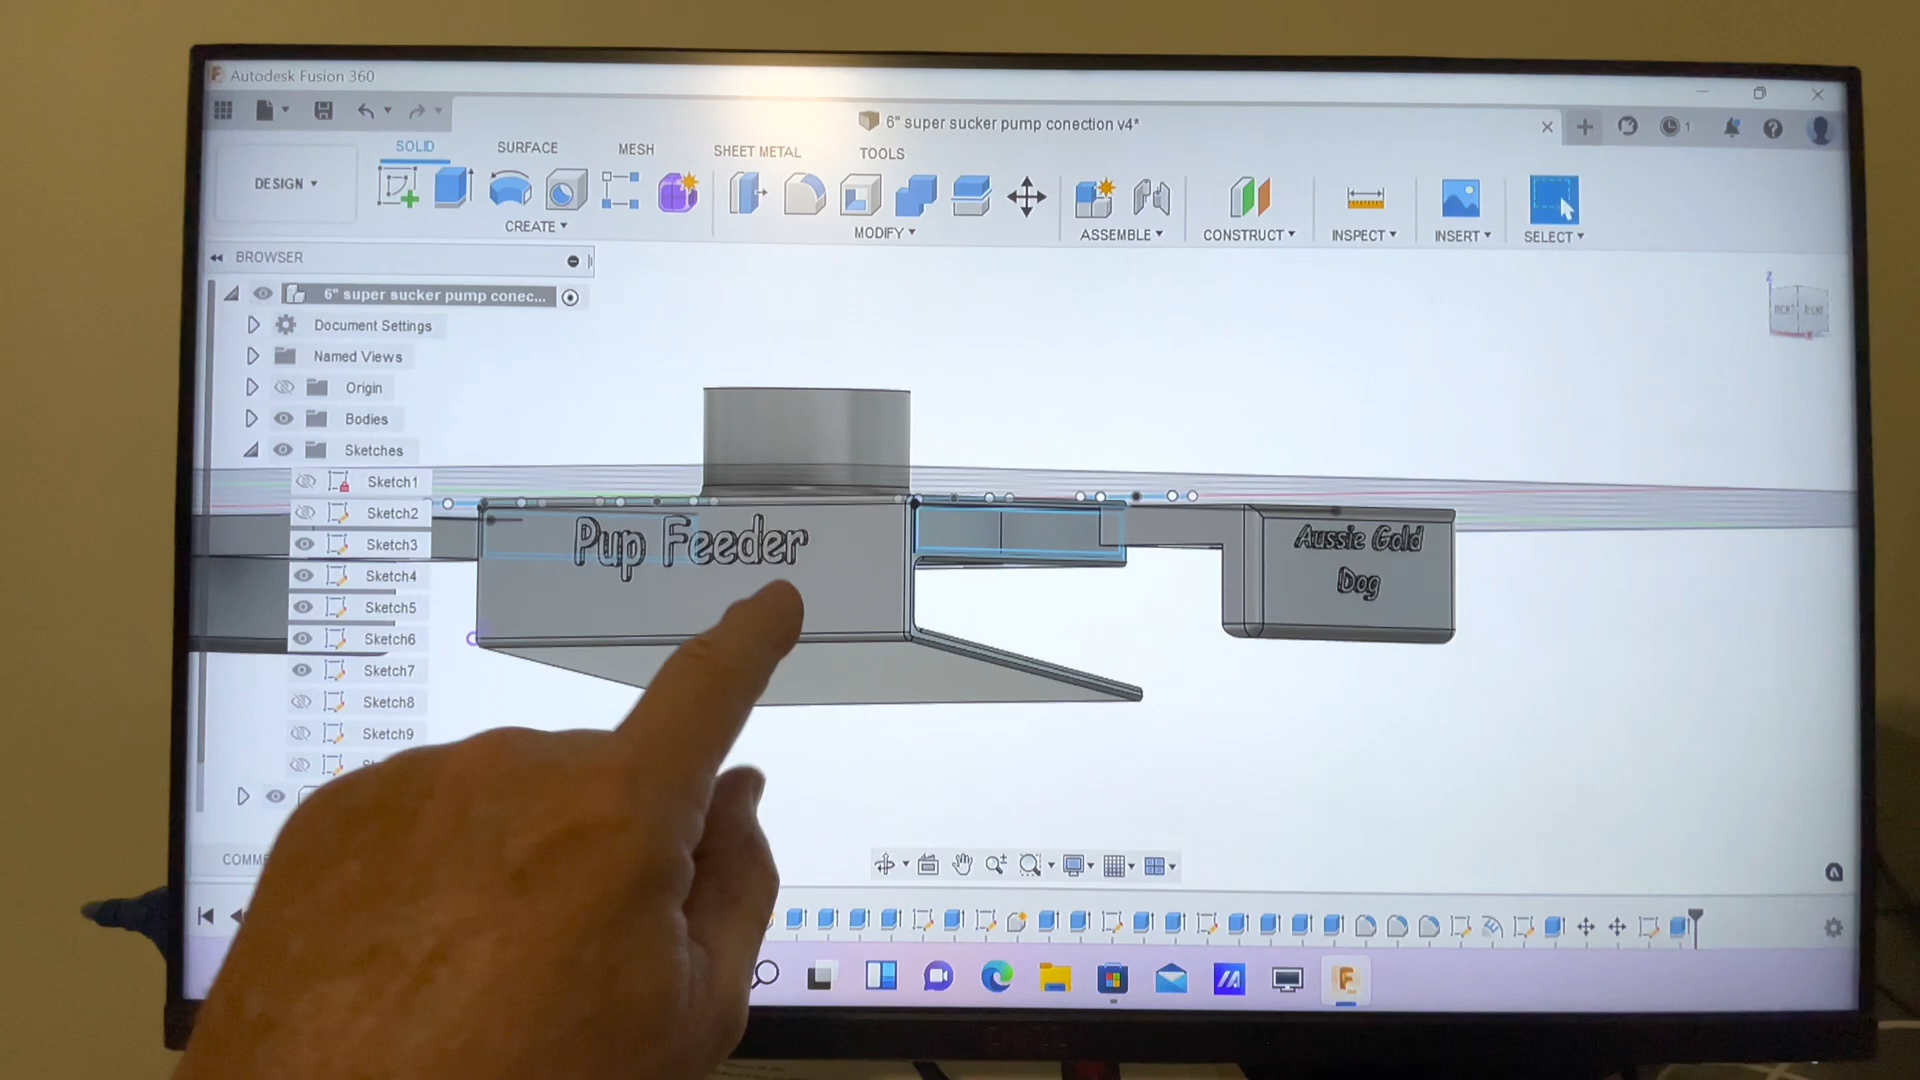 Autodesk Fusion 360
6" super sucker pump conection v4*
1
SOLID
SURFACE
MESH
SHEET METAL
TOOLS
DESIGN
CREATE
MODIFY
ASSEMBLE
CONSTRUCT
INSPECT
INSERT
SELECT
BROWSER
6" super sucker pump conec...
Document Settings
Named Views
Origin
Bodies
Sketches
Sketch1
Sketch2
Sketch3
Sketch4
Sketch5
Sketch6
Sketch7
Sketch8
Sketch9
Z
Pup Feeder
Aussie Gold
Dog
COMME